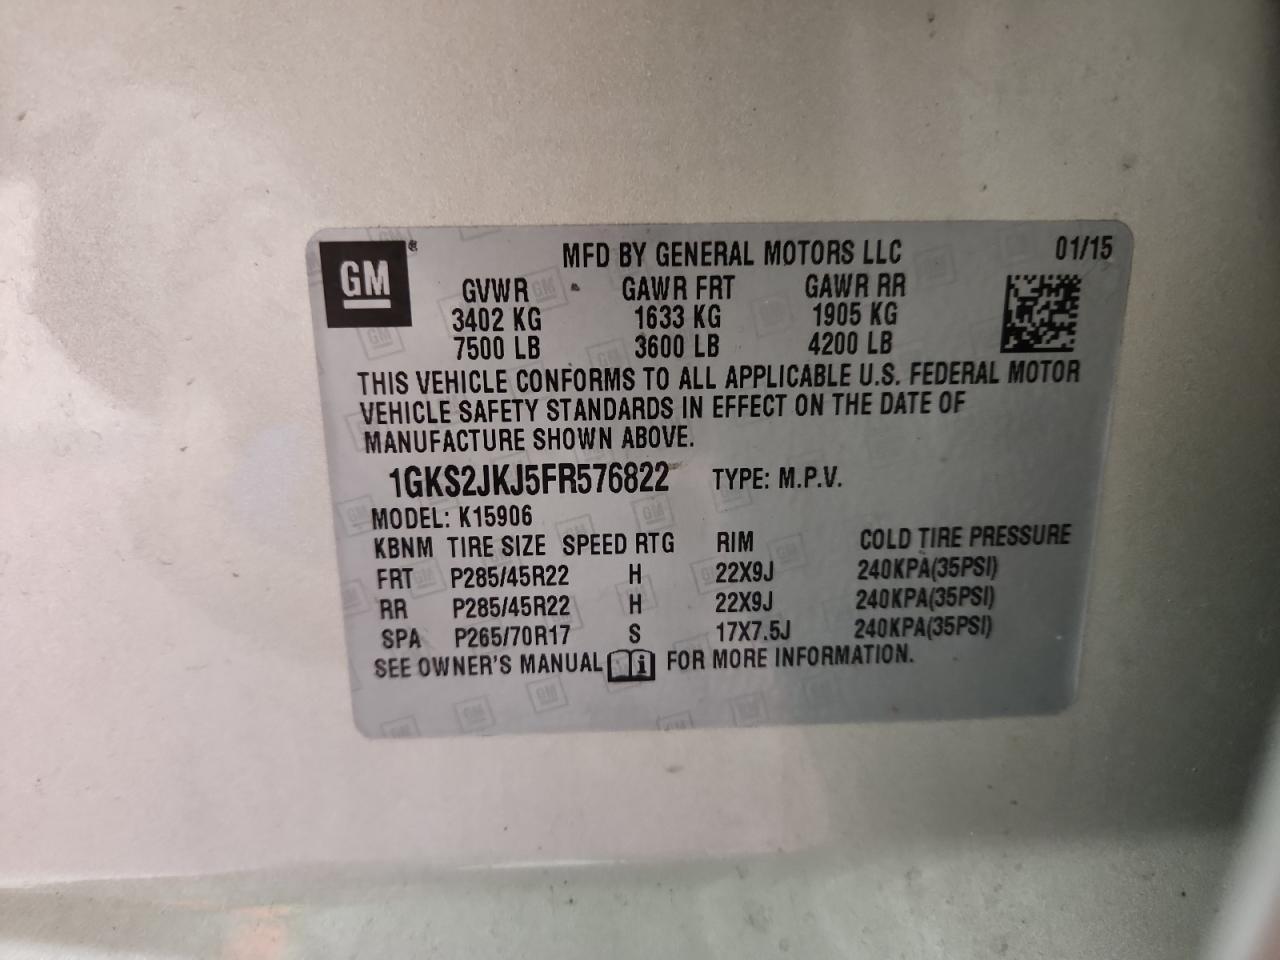 GM ®
MFD BY GENERAL MOTORS LLC 01/15
GVWR GAWR FRT GAWR RR
3402 KG 1633 KG 1905 KG
7500 LB 3600 LB 4200 LB
THIS VEHICLE CONFORMS TO ALL APPLICABLE U.S. FEDERAL MOTOR
VEHICLE SAFETY STANDARDS IN EFFECT ON THE DATE OF
MANUFACTURE SHOWN ABOVE.
1GKS2JKJ5FR576822 TYPE: M.P.V.
MODEL: K15906
KBNM TIRE SIZE SPEED RTG RIM COLD TIRE PRESSURE
FRT P285/45R22 H 22X9J 240KPA(35PSI)
RR P285/45R22 H 22X9J 240KPA(35PSI)
SPA P265/70R17 S 17X7.5J 240KPA(35PSI)
SEE OWNER'S MANUAL i FOR MORE INFORMATION.